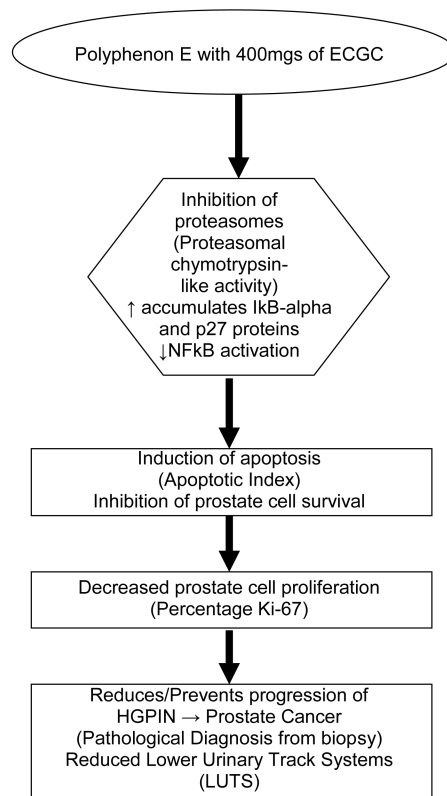 Polyphenon E with 400mgs of ECGC
Inhibition of
proteasomes
(Proteasomal
chymotrypsin-
like activity)
↑ accumulates IkB-alpha
and p27 proteins
↓NFkB activation
Induction of apoptosis
(Apoptotic Index)
Inhibition of prostate cell survival
Decreased prostate cell proliferation
(Percentage Ki-67)
Reduces/Prevents progression of
HGPIN → Prostate Cancer
(Pathological Diagnosis from biopsy)
Reduced Lower Urinary Track Systems
(LUTS)